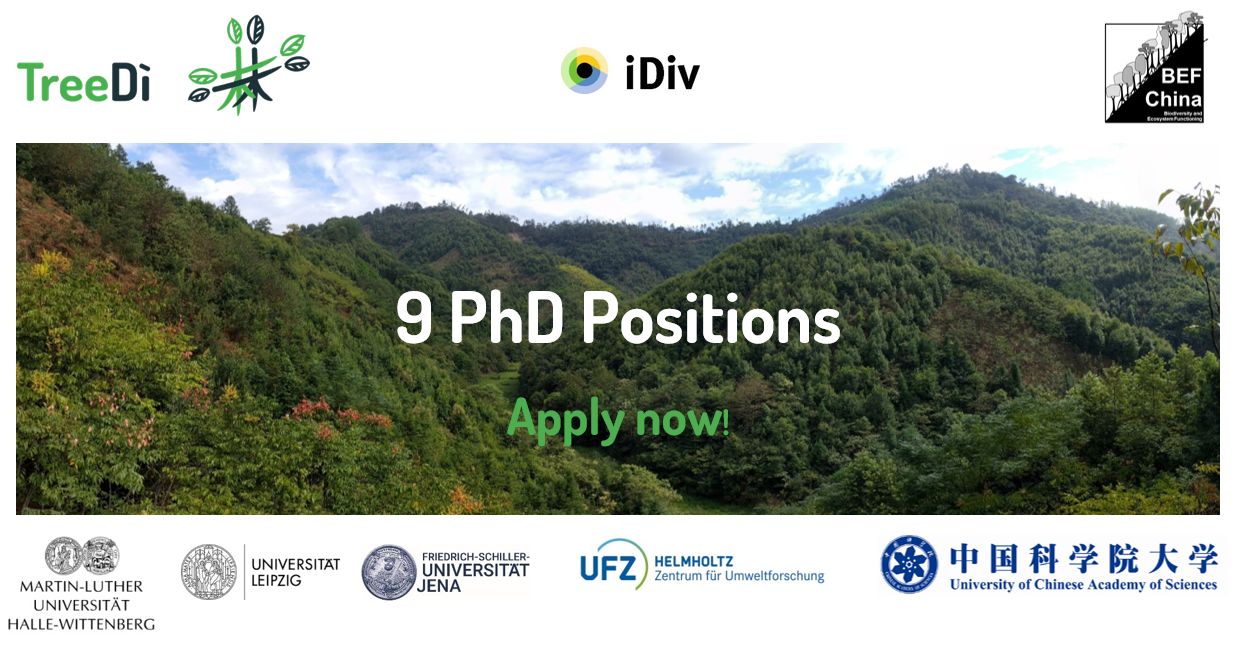 TreeDì
iDiv
BEF
China
Biodiversity and
Ecosystem Functioning
9 PhD Positions
Apply now!
MARTIN-LUTHER
UNIVERSITÄT
HALLE-WITTENBERG
UNIVERSITÄT
LEIPZIG
FRIEDRICH-SCHILLER-
UNIVERSITÄT
JENA
UFZ
HELMHOLTZ
Zentrum für Umweltforschung
中国科学院大学
University of Chinese Academy of Sciences